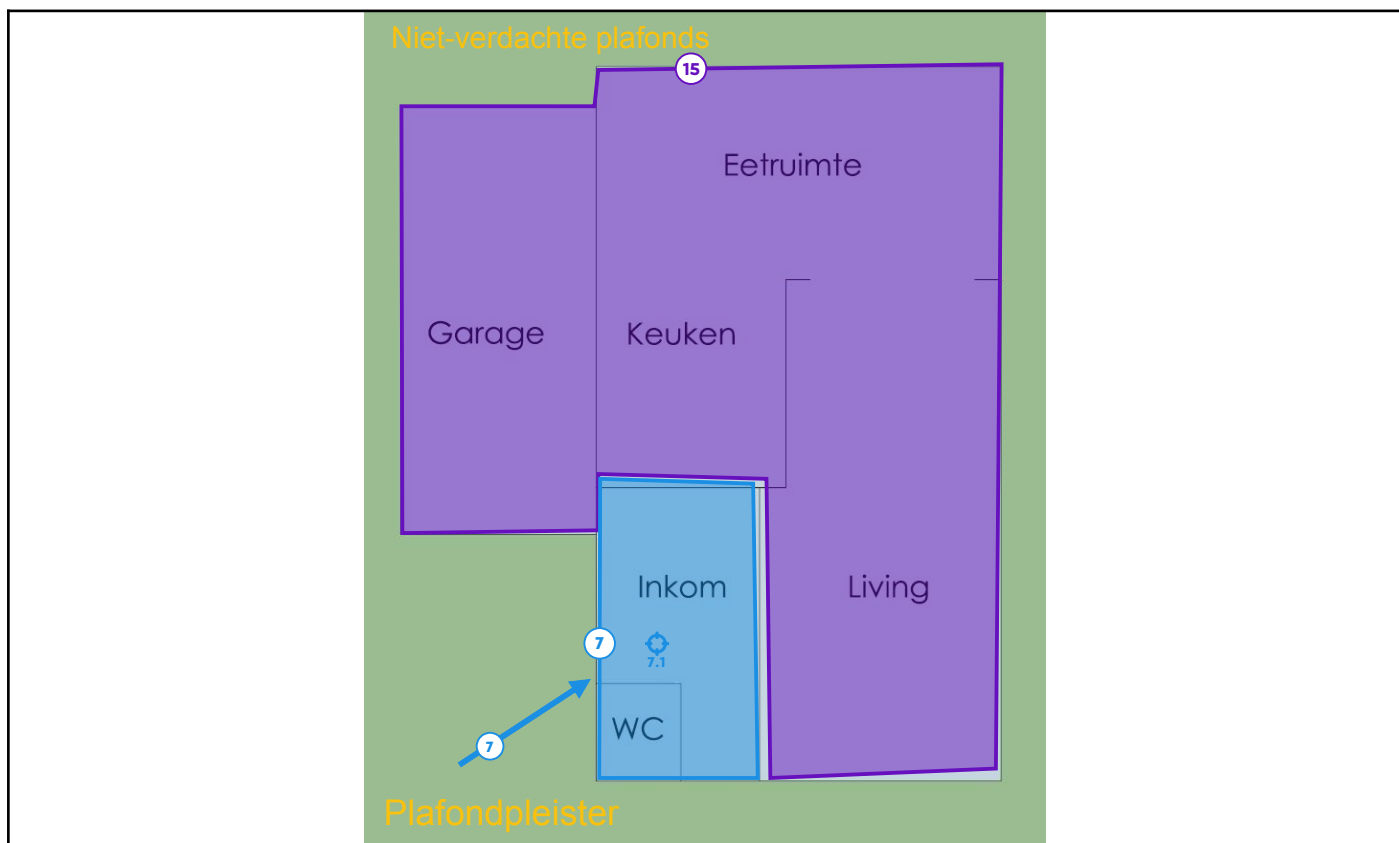 Niet-verdachte plafonds
15
Eetruimte
Garage
Keuken
Inkom
Living
7
7.1
WC
7
Plafondpleister